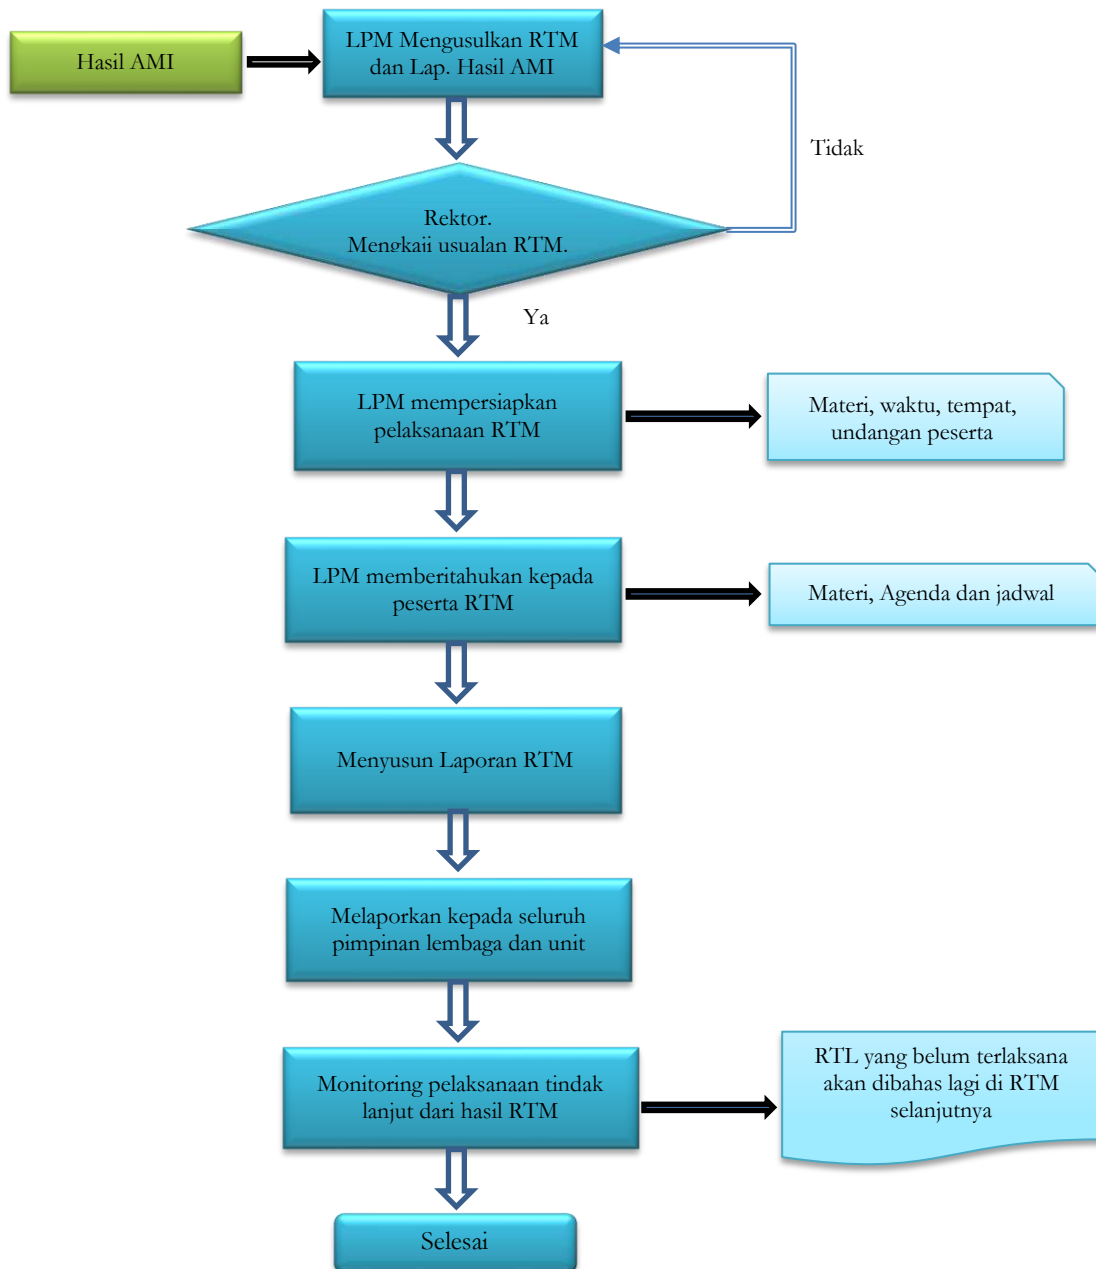 Hasil AMI
LPM Mengusulkan RTM
dan Lap. Hasil AMI
Tidak
Rektor.
Mengkaji usualan RTM.
Ya
LPM mempersiapkan
pelaksanaan RTM
Materi, waktu, tempat,
undangan peserta
LPM memberitahukan kepada
peserta RTM
Materi, Agenda dan jadwal
Menyusun Laporan RTM
Melaporkan kepada seluruh
pimpinan lembaga dan unit
Monitoring pelaksanaan tindak
lanjut dari hasil RTM
RTL yang belum terlaksana
akan dibahas lagi di RTM
selanjutnya
Selesai